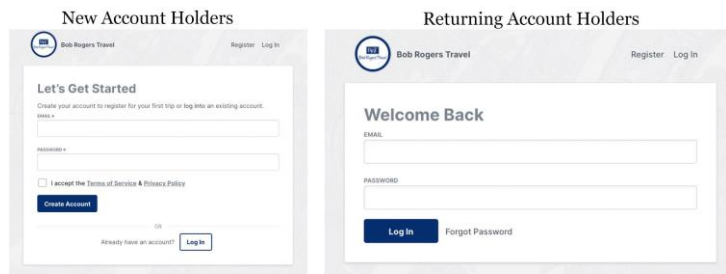 New Account Holders
Bob Rogers Travel
Register Log In
Let's Get Started
Create your account to register for your first trip or log into an existing account.
EMAIL *
PASSWORD *
I accept the Terms of Service & Privacy Policy
Create Account
OR
Already have an account? Log In
Returning Account Holders
Bob Rogers Travel
Register Log In
Welcome Back
EMAIL
PASSWORD
Log In Forgot Password